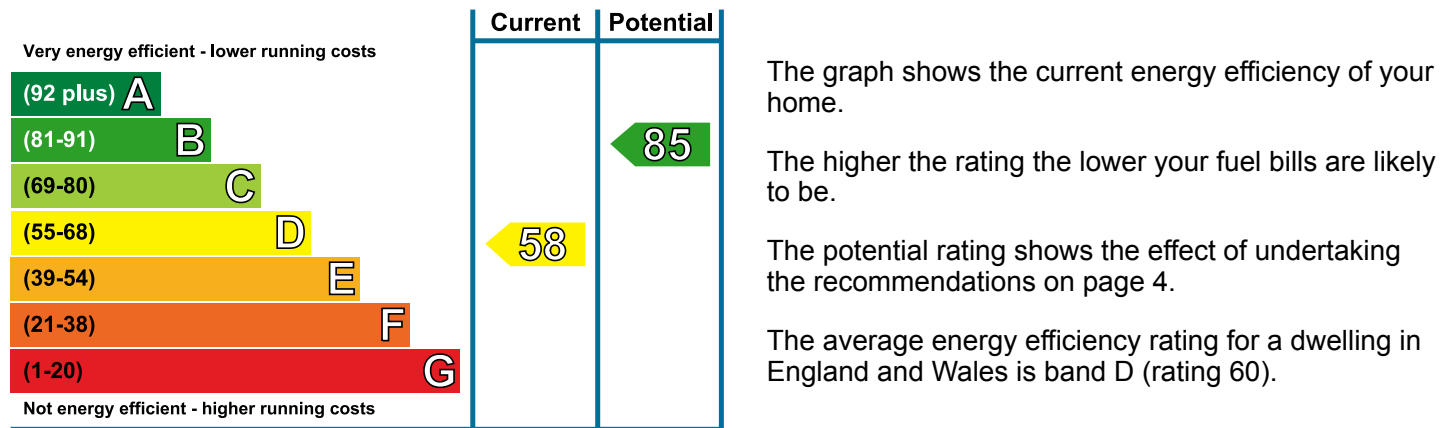 Current Potential
Very energy efficient - lower running costs
(92 plus) A
(81-91) B
85
(69-80) C
(55-68) D
58
(39-54) E
(21-38) F
(1-20) G
Not energy efficient - higher running costs
The graph shows the current energy efficiency of your
home.
The higher the rating the lower your fuel bills are likely
to be.
The potential rating shows the effect of undertaking
the recommendations on page 4.
The average energy efficiency rating for a dwelling in
England and Wales is band D (rating 60).